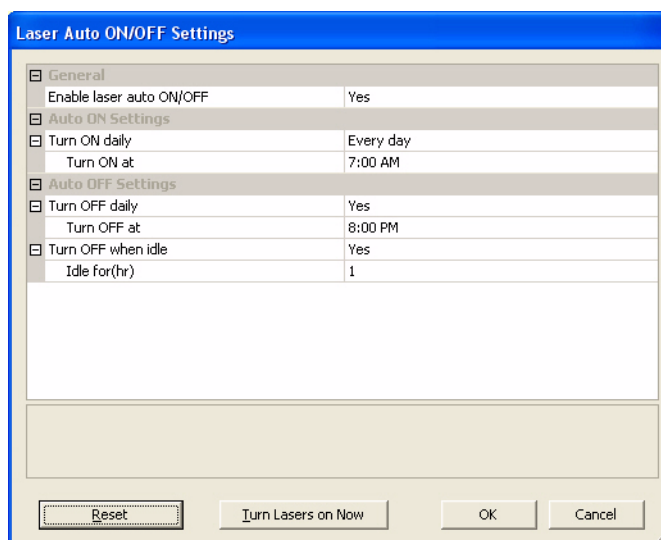 Laser Auto ON/OFF Settings
General
Enable laser auto ON/OFF Yes
Auto ON Settings
Turn ON daily Every day
Turn ON at 7:00 AM
Auto OFF Settings
Turn OFF daily Yes
Turn OFF at 8:00 PM
Turn OFF when idle Yes
Idle for(hr) 1
Reset Turn Lasers on Now OK Cancel